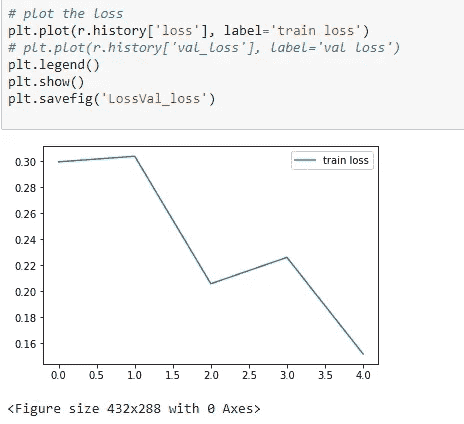 # plot the loss
plt.plot(r.history['loss'], label='train loss')
# plt.plot(r.history['val_loss'], label='val loss')
plt.legend()
plt.show()
plt.savefig('LossVal_loss')
train loss
0.30
0.28
0.26
0.24
0.22
0.20
0.18
0.16
0.0 0.5 1.0 1.5 2.0 2.5 3.0 3.5 4.0
<Figure size 432x288 with 0 Axes>